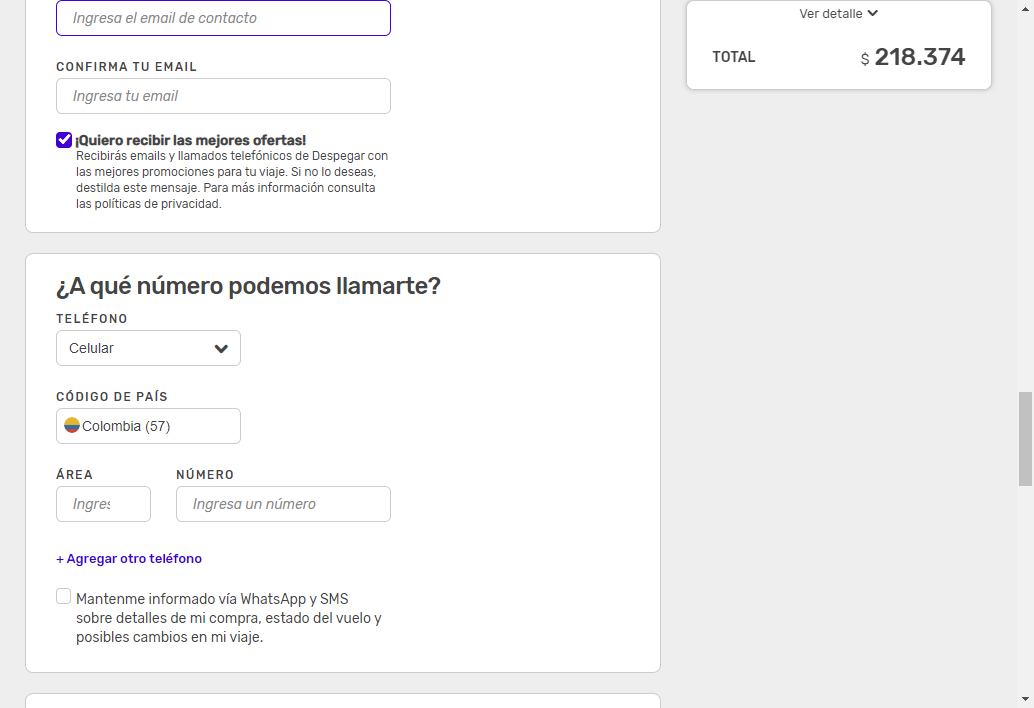 Ingresa el email de contacto
CONFIRMA TU EMAIL
Ingresa tu email
¡Quiero recibir las mejores ofertas!
Recibirás emails y llamados telefónicos de Despegar con
las mejores promociones para tu viaje. Si no lo deseas,
destilda este mensaje. Para más información consulta
las políticas de privacidad.
Ver detalle
TOTAL $ 218.374
¿A qué número podemos llamarte?
TELÉFONO
Celular
CÓDIGO DE PAÍS
Colombia (57)
ÁREA NÚMERO
Ingres Ingresa un número
+ Agregar otro teléfono
Mantenme informado vía WhatsApp y SMS
sobre detalles de mi compra, estado del vuelo y
posibles cambios en mi viaje.